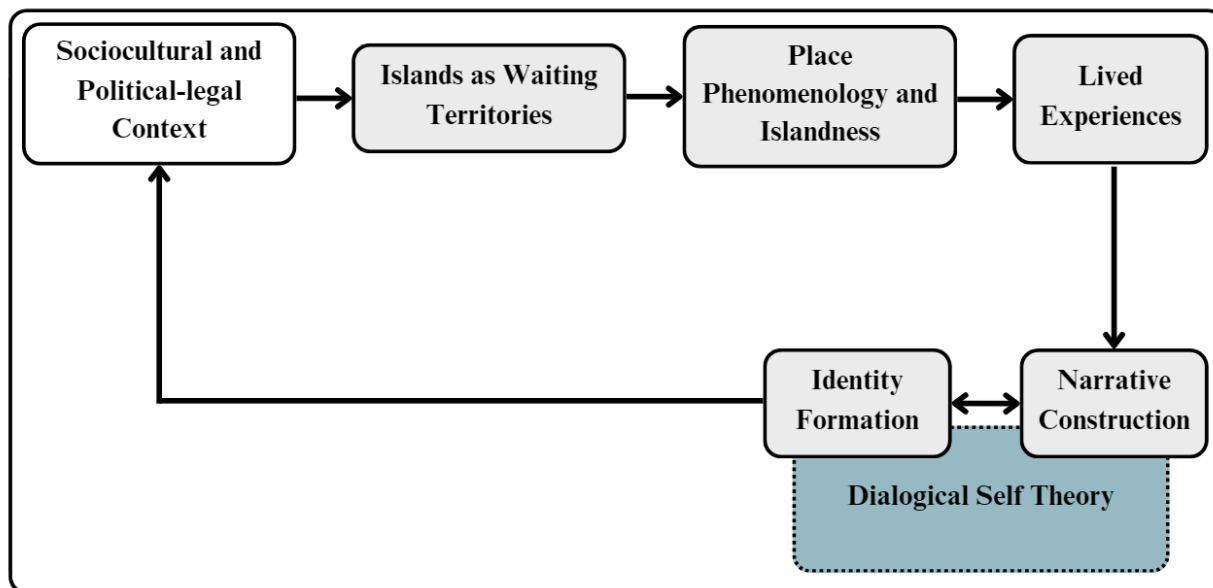 Sociocultural and
Political-legal
Context
Islands as Waiting
Territories
Place
Phenomenology and
Islandness
Lived
Experiences
Identity
Formation
Narrative
Construction
Dialogical Self Theory